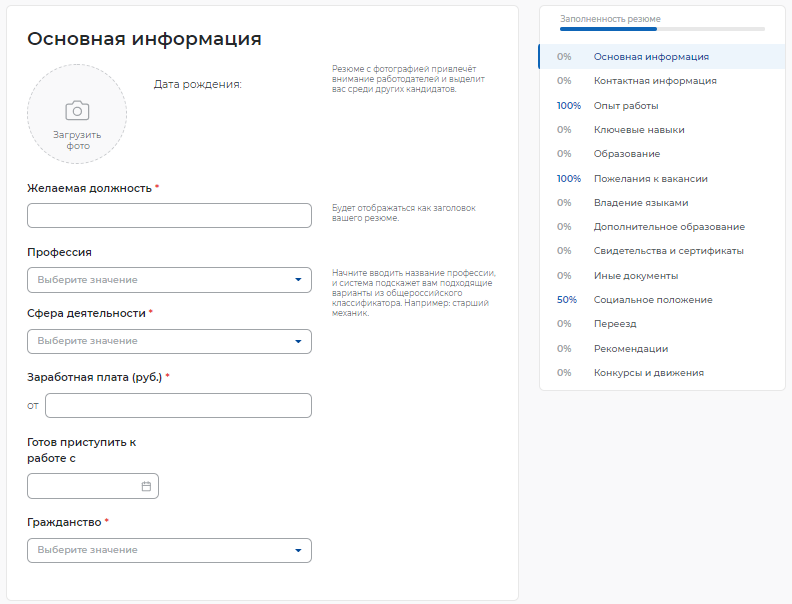 Основная информация
Загрузить
фото
Дата рождения:
Резюме с фотографией привлечёт
внимание работодателей и выделит
вас среди других кандидатов.
Желаемая должность *
Будет отображаться как заголовок
вашего резюме.
Профессия
Выберите значение
Начните вводить название профессии,
и система подскажет вам подходящие
варианты из общероссийского
классификатора. Например: старший
механик.
Сфера деятельности *
Выберите значение
Заработная плата (руб.) *
от
Готов приступить к
работе с
Гражданство *
Выберите значение
Заполненность резюме
0% Основная информация
0% Контактная информация
100% Опыт работы
0% Ключевые навыки
0% Образование
100% Пожелания к вакансии
0% Владение языками
0% Дополнительное образование
0% Свидетельства и сертификаты
0% Иные документы
50% Социальное положение
0% Переезд
0% Рекомендации
0% Конкурсы и движения